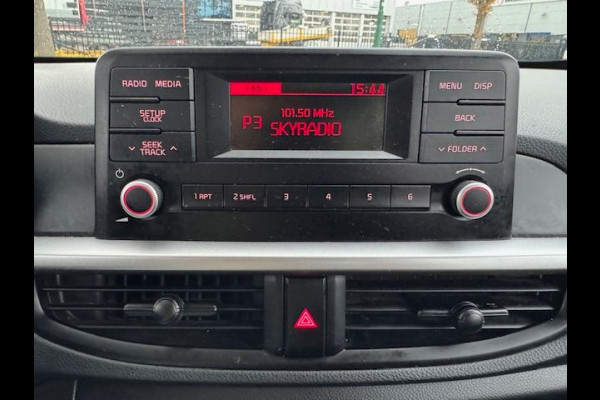 RADIO MEDIA
SETUP
CLOCK
SEEK
TRACK
15:44
101.50 MHz
P3 SKYRADIO
MENU DISP
BACK
FOLDER
1 RPT 2 SHFL 3 4 5 6